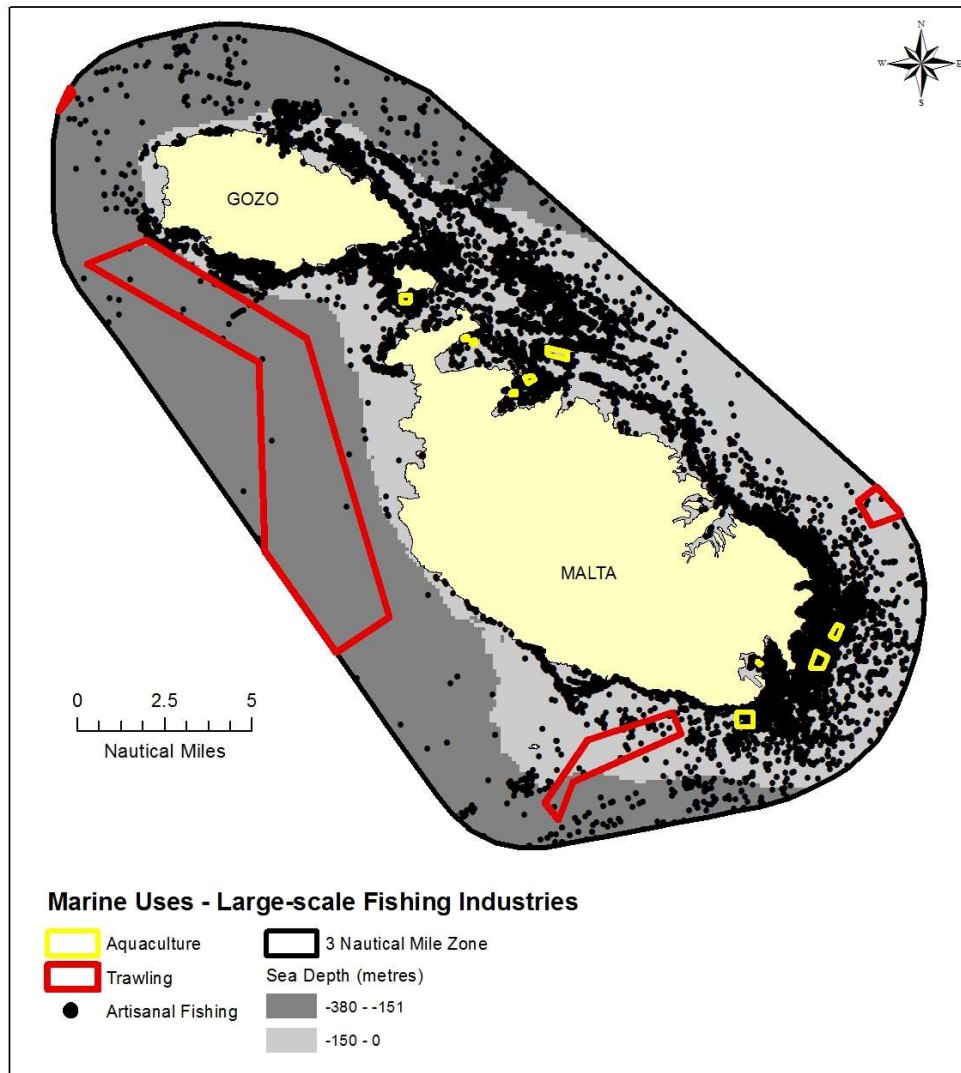 N
W E
S
GOZO
MALTA
0 2.5 5
Nautical Miles
Marine Uses - Large-scale Fishing Industries
Aquaculture
Trawling
Artisanal Fishing
3 Nautical Mile Zone
Sea Depth (metres)
-380 - -151
-150 - 0